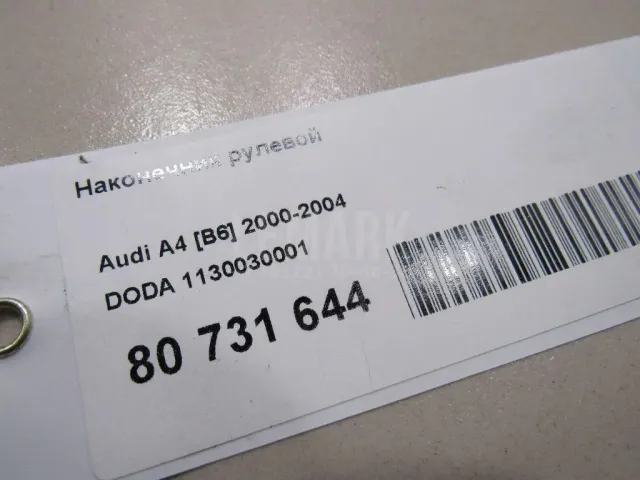 Наконечник рулевой
Audi A4 [B6] 2000-2004
DODA 1130030001
80 731 644